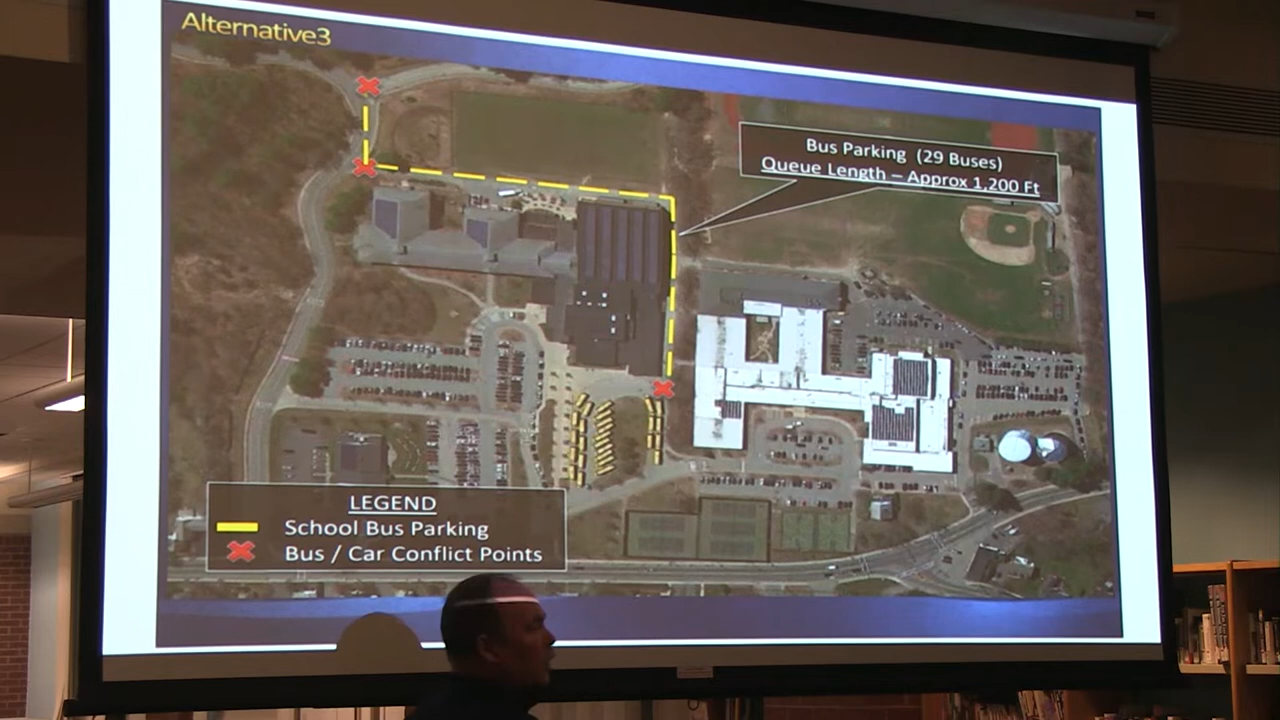 Alternative3
Bus Parking (29 Buses)
Queue Length – Approx 1,200 Ft
LEGEND
School Bus Parking
Bus / Car Conflict Points